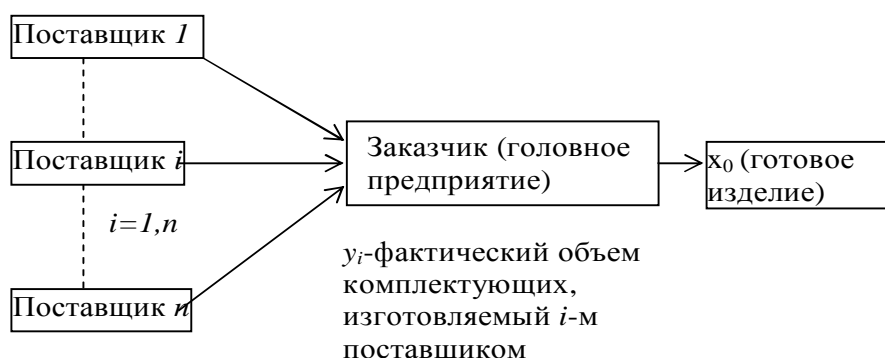 Поставщик 1
Поставщик i
i=1,n
Поставщик n
Заказчик (головное
предприятие)
x₀ (готовое
изделие)
yᵢ-фактический объем
комплектующих,
изготовляемый i-м
поставщиком